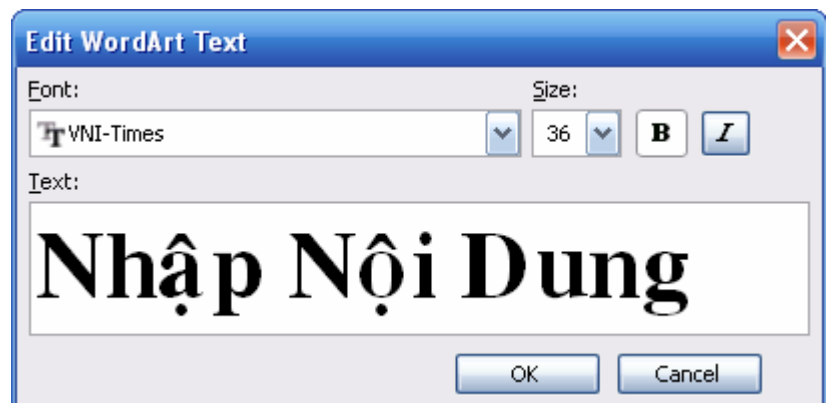 Edit WordArt Text
Font: Size:
VNI-Times 36 B I
Text:
Nhập Nội Dung
OK Cancel